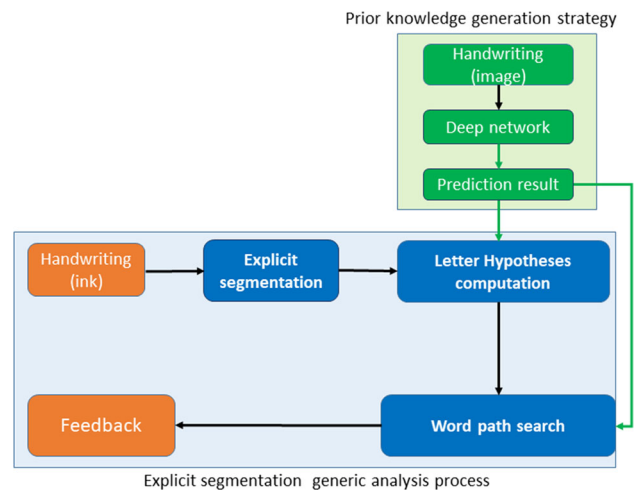 Prior knowledge generation strategy
Handwriting
(image)
Deep network
Prediction result
Handwriting
(ink)
Explicit
segmentation
Letter Hypotheses
computation
Feedback
Word path search
Explicit segmentation generic analysis process